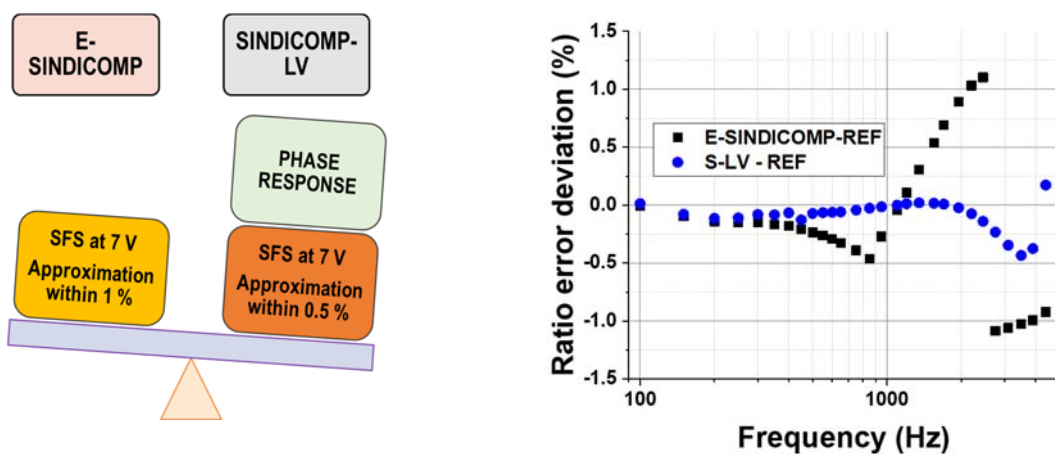 E-
SINDICOMP
SINDICOMP-
LV
PHASE
RESPONSE
SFS at 7 V
Approximation
within 1 %
SFS at 7 V
Approximation
within 0.5 %
Ratio error deviation (%)
1.5
1.0
0.5
0.0
-0.5
-1.0
-1.5
E-SINDICOMP-REF
S-LV - REF
100
1000
Frequency (Hz)